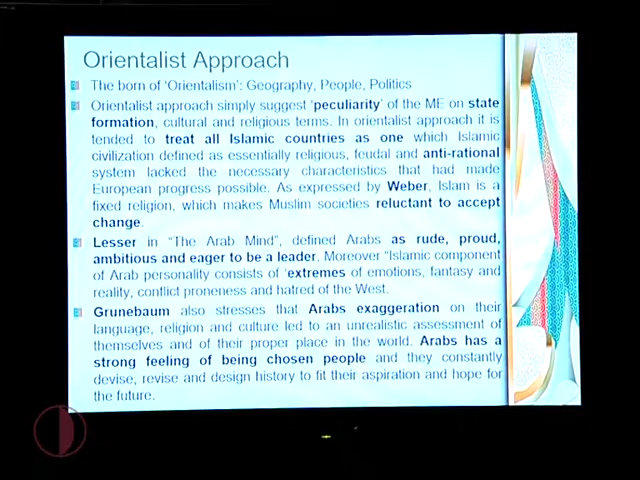 Orientalist Approach
The born of 'Orientalism': Geography, People, Politics
Orientalist approach simply suggest 'peculiarity' of the ME on state
formation, cultural and religious terms. In orientalist approach it is
tended to treat all Islamic countries as one which Islamic
civilization defined as essentially religious, feudal and anti-rational
system lacked the necessary characteristics that had made
European progress possible. As expressed by Weber, Islam is a
fixed religion, which makes Muslim societies reluctant to accept
change.
Lesser in "The Arab Mind", defined Arabs as rude, proud,
ambitious and eager to be a leader. Moreover "Islamic component
of Arab personality consists of 'extremes of emotions, fantasy and
reality, conflict proneness and hatred of the West.
Grunebaum also stresses that Arabs exaggeration on their
language, religion and culture led to an unrealistic assessment of
themselves and of their proper place in the world. Arabs has a
strong feeling of being chosen people and they constantly
devise, revise and design history to fit their aspiration and hope for
the future.